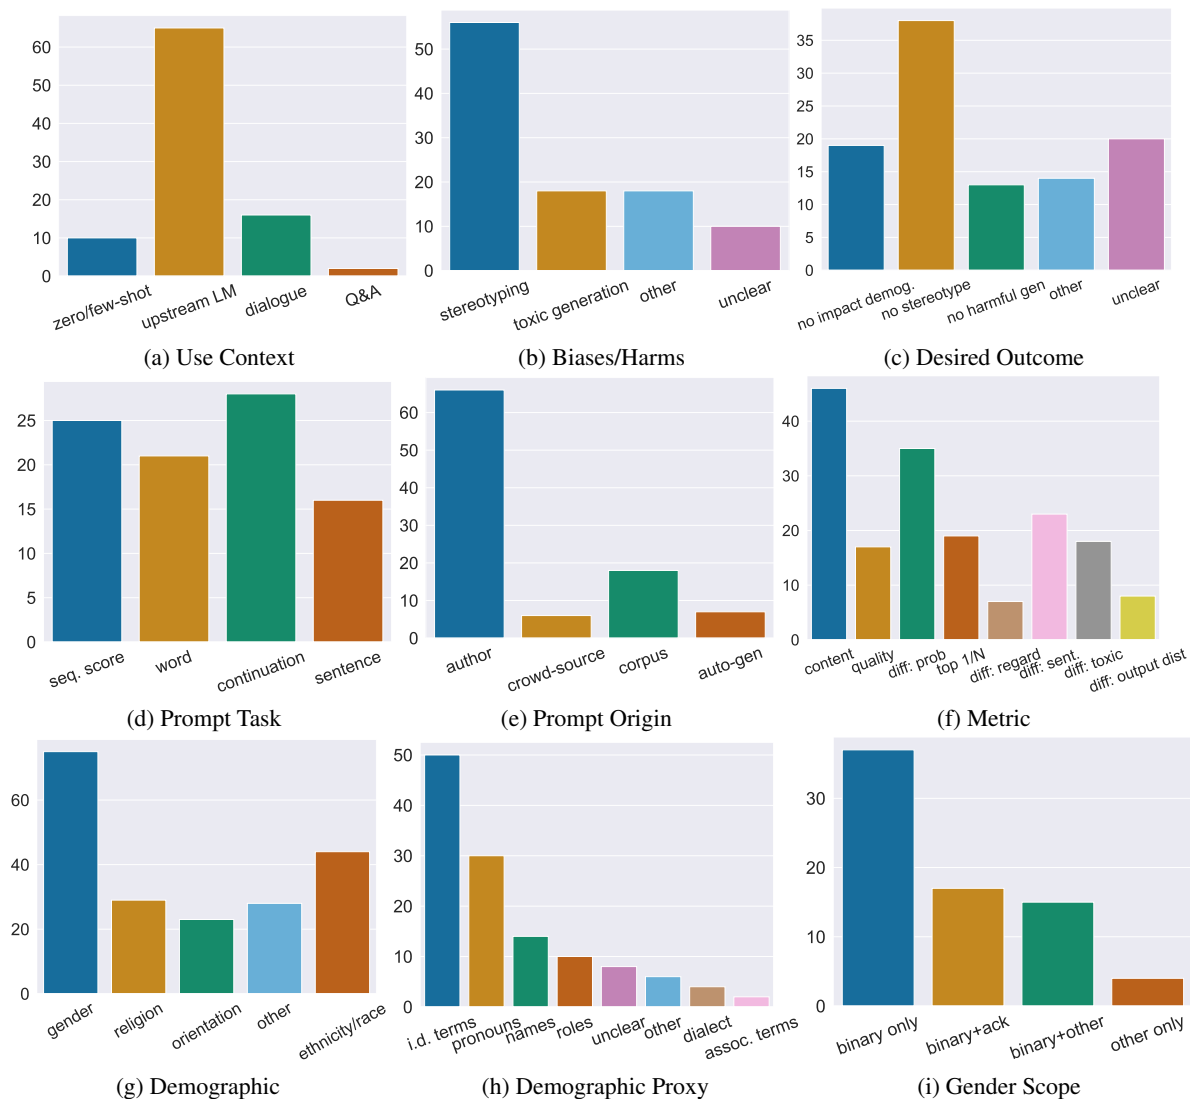 60
50
40
30
20
10
0
zero/few-shot
upstream LM
dialogue
Q&A
(a) Use Context
50
40
30
20
10
0
stereotyping
toxic generation
other
unclear
(b) Biases/Harms
35
30
25
20
15
10
5
0
no impact demog.
no stereotype
no harmful gen
other
unclear
(c) Desired Outcome
25
20
15
10
5
0
seq. score
word
continuation
sentence
(d) Prompt Task
60
50
40
30
20
10
0
author
crowd-source
corpus
auto-gen
(e) Prompt Origin
40
30
20
10
0
content
quality
diff: prob
top 1/N
diff: regard
diff: sent.
diff: toxic
diff: output dist
(f) Metric
60
40
20
0
gender
religion
orientation
other
ethnicity/race
(g) Demographic
50
40
30
20
10
0
i.d. terms
pronouns
names
roles
unclear
other
dialect
assoc. terms
(h) Demographic Proxy
30
20
10
0
binary only
binary+ack
binary+other
other only
(i) Gender Scope